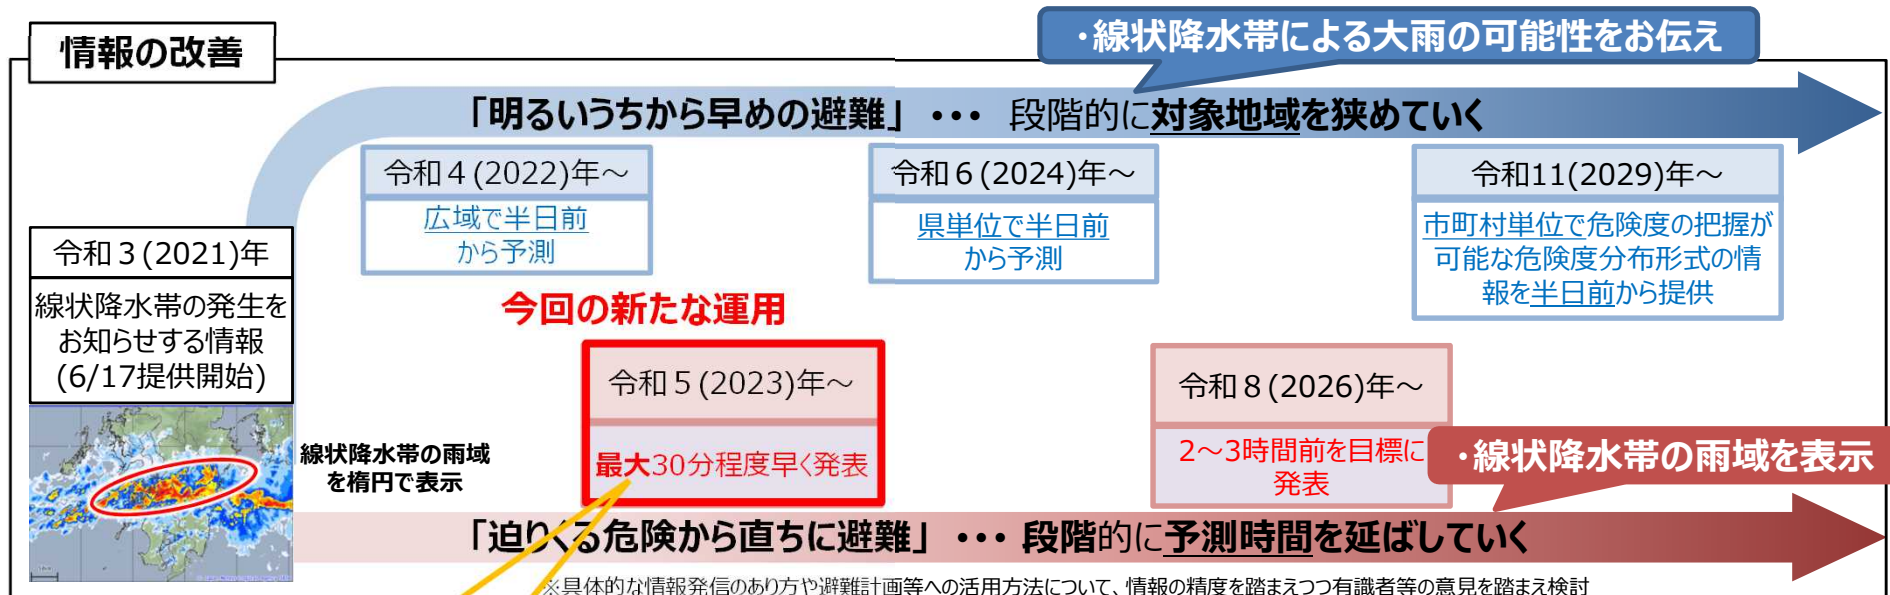 情報の改善
・線状降水帯による大雨の可能性をお伝え
「明るいうちから早めの避難」・・・ 段階的に対象地域を狭めていく
令和４(2022)年～
広域で半日前
から予測
令和６(2024)年～
県単位で半日前
から予測
令和11(2029)年～
市町村単位で危険度の把握が
可能な危険度分布形式の情
報を半日前から提供
令和３(2021)年
線状降水帯の発生を
お知らせする情報
(6/17提供開始)
線状降水帯の雨域
を楕円で表示
今回の新たな運用
令和５(2023)年～
最大30分程度早く発表
令和８(2026)年～
2～3時間前を目標に
発表
・線状降水帯の雨域を表示
「迫りくる危険から直ちに避難」・・・ 段階的に予測時間を延ばしていく
※具体的な情報発信のあり方や避難計画等への活用方法について、情報の精度を踏まえつつ有識者等の意見を踏まえ検討